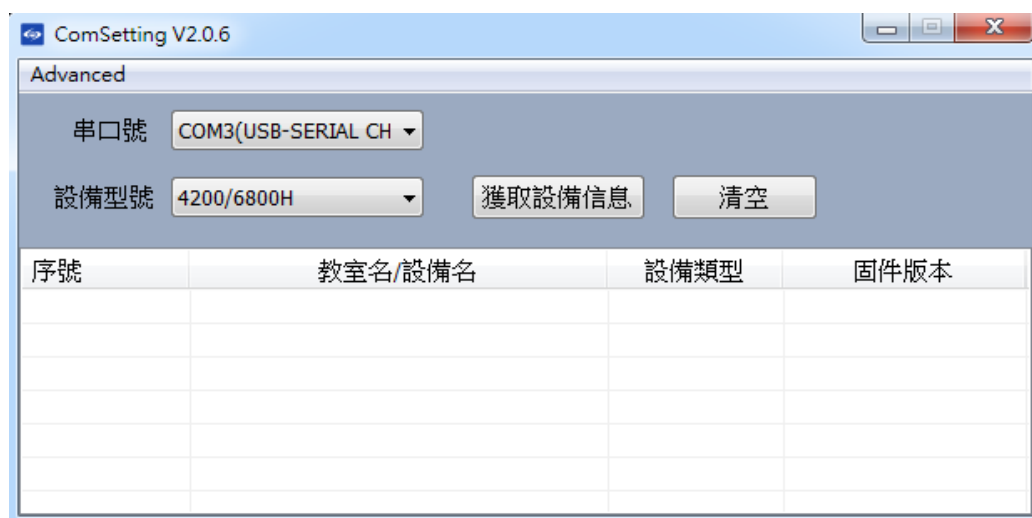 ComSetting V2.0.6
Advanced
串口號 COM3(USB-SERIAL CH
設備型號 4200/6800H 獲取設備信息 清空
序號 教室名/設備名 設備類型 固件版本